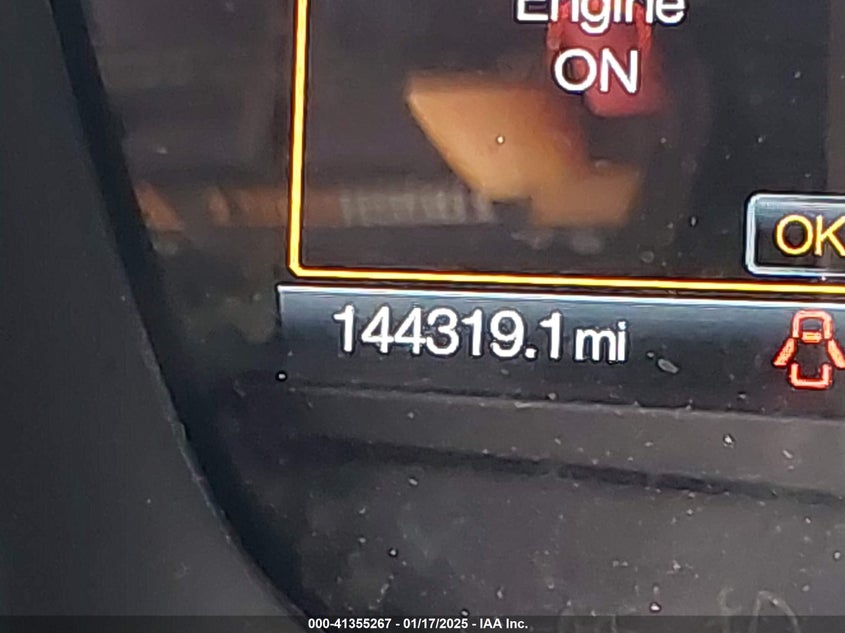 Engine
ON
OK
144319.1 mi
000-41355267 - 01/17/2025 - IAA Inc.